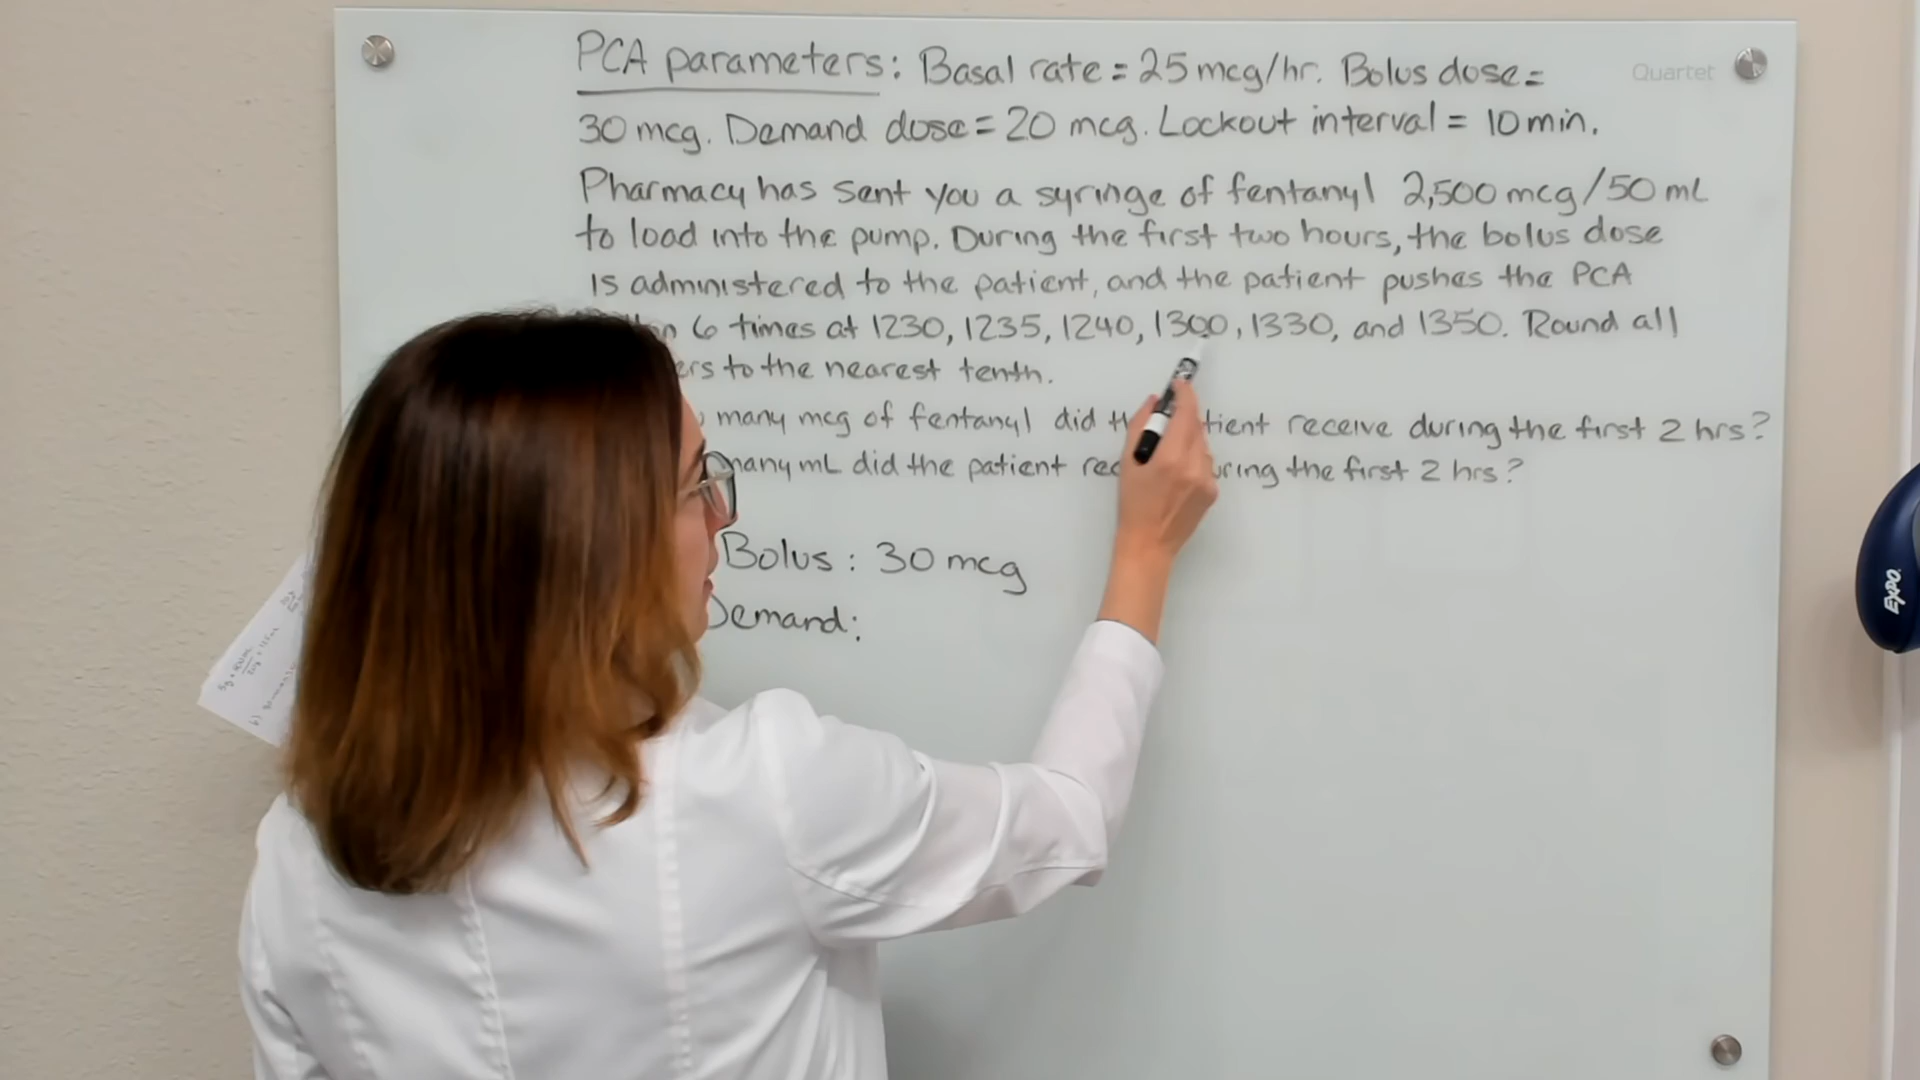 PCA parameters: Basal rate = 25 mcg/hr. Bolus dose =
Quartet
30 mcg. Demand dose = 20 mcg. Lockout interval = 10 min.
Pharmacy has sent you a syringe of fentanyl 2,500 mcg/50 mL
to load into the pump. During the first two hours, the bolus dose
is administered to the patient, and the patient pushes the PCA
6 times at 1230, 1235, 1240, 1300, 1330, and 1350. Round all
to the nearest tenth.
many mcg of fentanyl did receive during the first 2 hrs?
many mL did the patient the first 2 hrs?
Bolus: 30 mcg
Demand:
EXPO